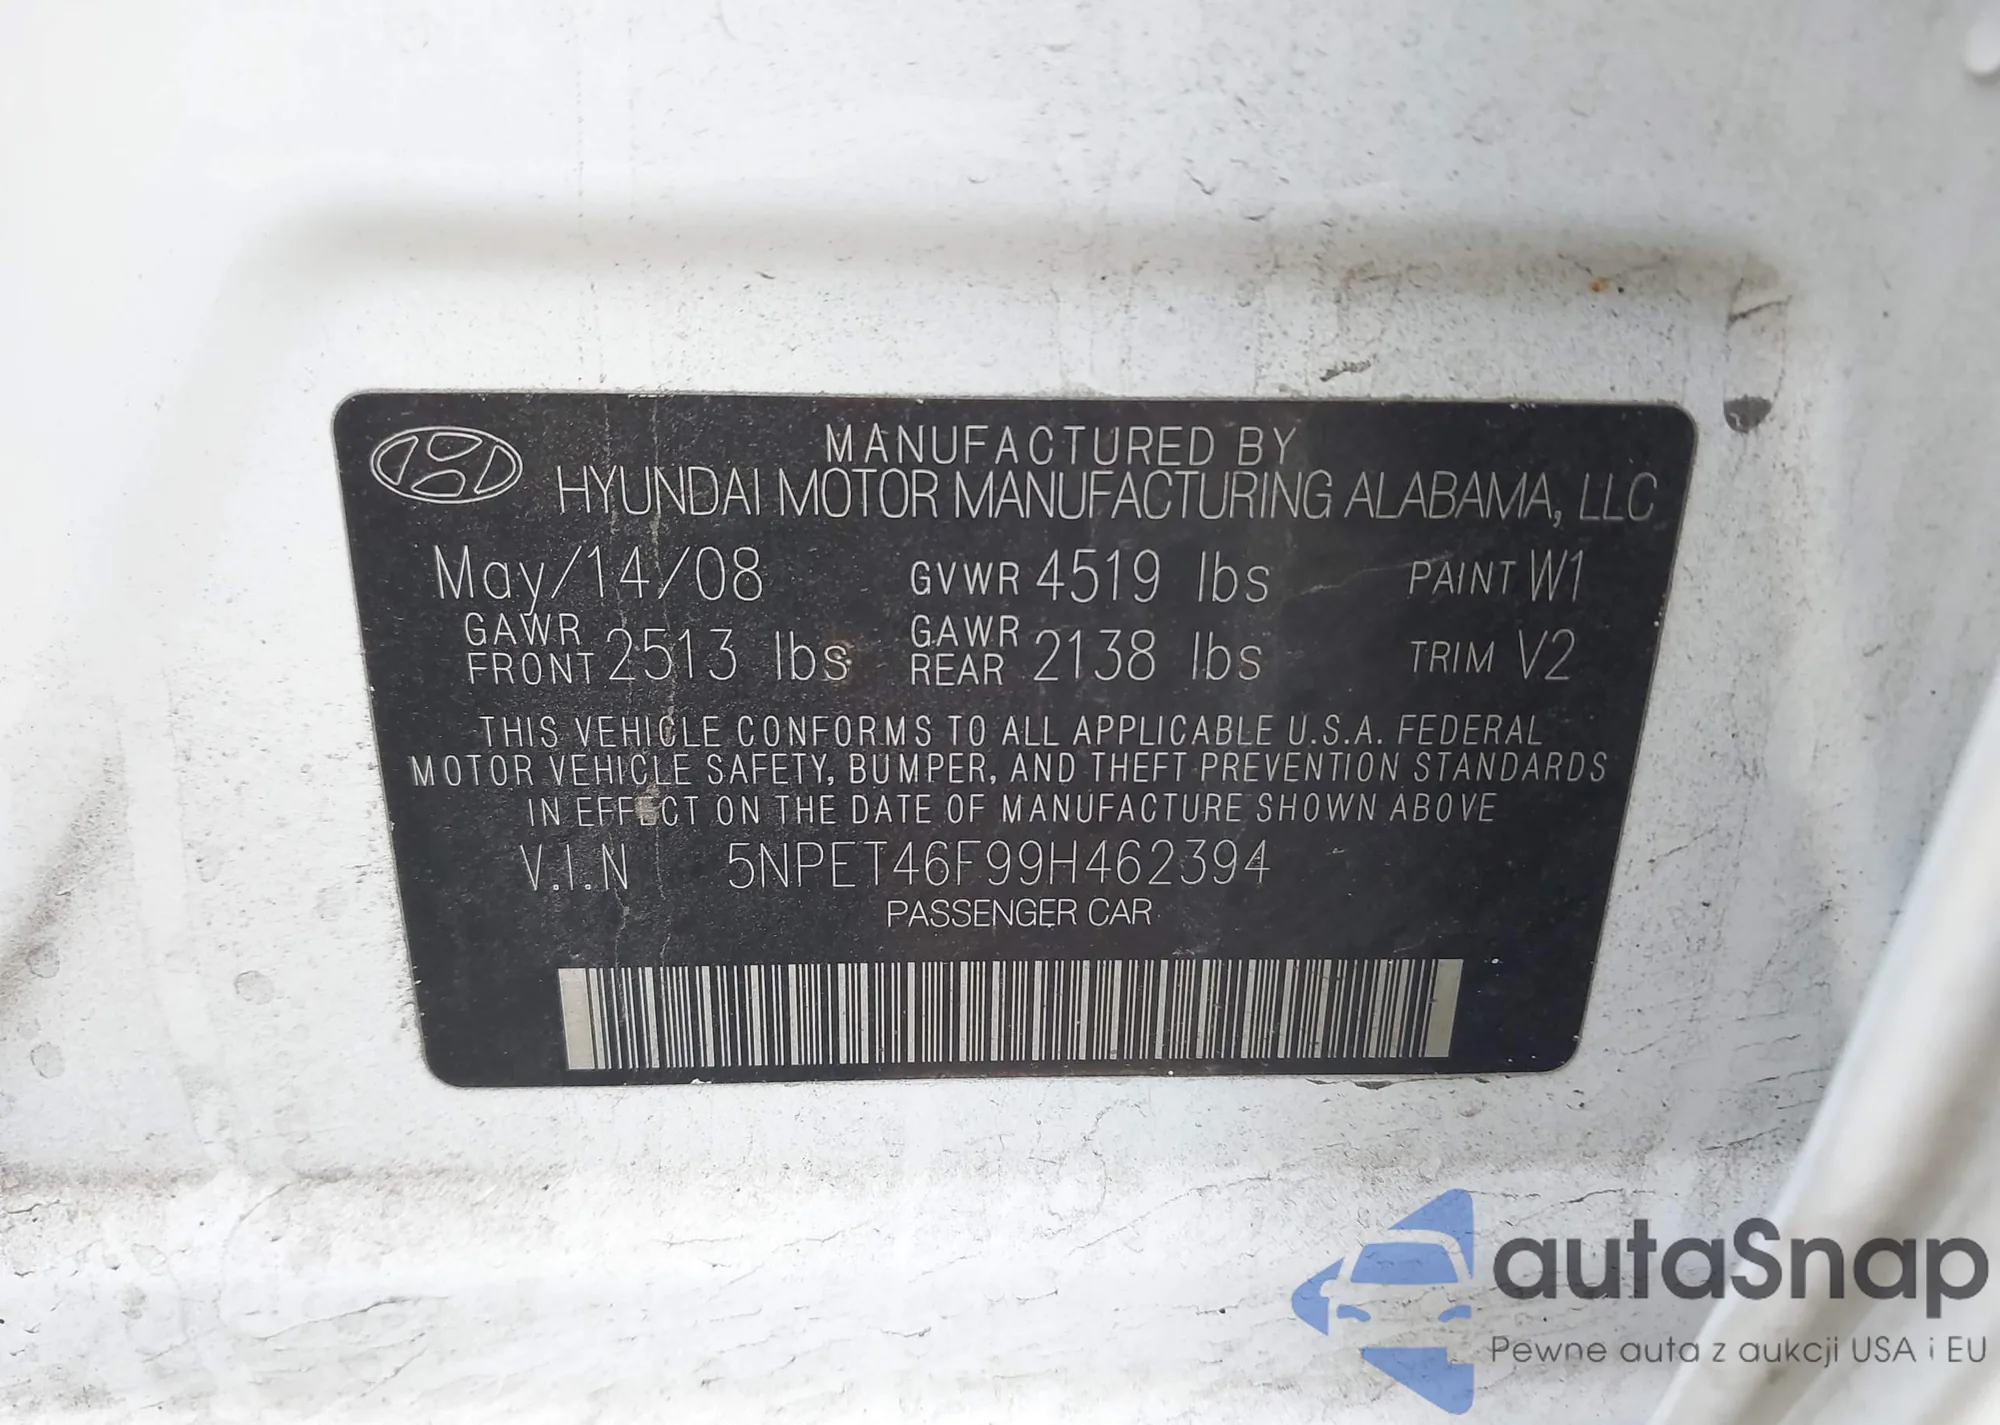 MANUFACTURED BY
HYUNDAI MOTOR MANUFACTURING ALABAMA, LLC
May/14/08 GVWR 4519 lbs PAINT W1
GAWR FRONT 2513 lbs GAWR REAR 2138 lbs TRIM V2
THIS VEHICLE CONFORMS TO ALL APPLICABLE U.S.A. FEDERAL
MOTOR VEHICLE SAFETY, BUMPER, AND THEFT PREVENTION STANDARDS
IN EFFECT ON THE DATE OF MANUFACTURE SHOWN ABOVE
V.I.N 5NPET46F99H462394
PASSENGER CAR
autaSnap
Pewne auta z aukcji USA i EU